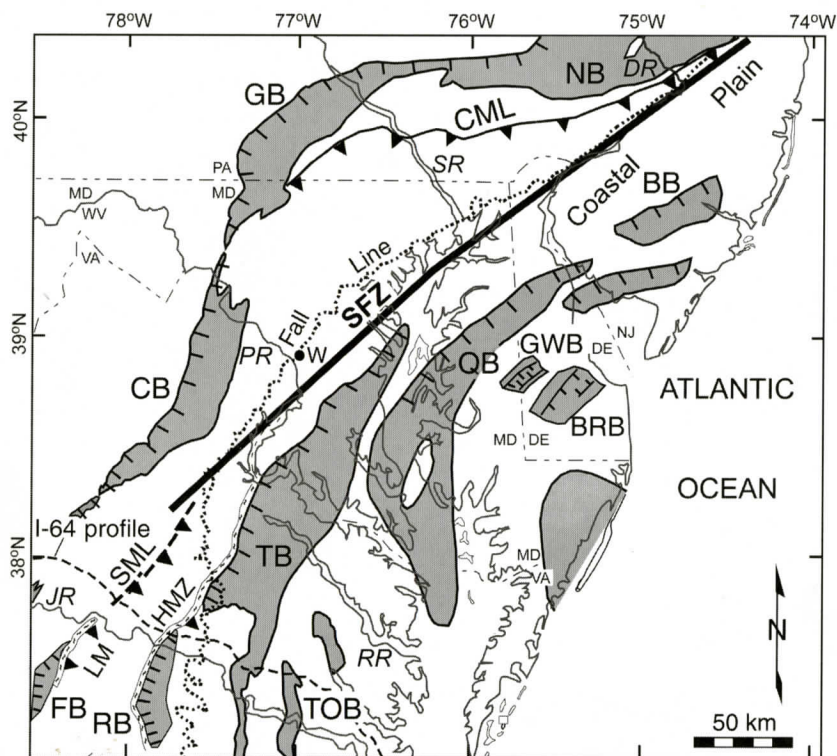 78°W 77°W 76°W 75°W 74°W
40°N
39°N
38°N
GB
NB
DR
CML
Plain
Coastal
SR
PA
MD
MD
WV
VA
BB
Line
SFZ
Fall
W
PR
CB
QB
GWB
DE
NJ
BRB
MD
DE
ATLANTIC
OCEAN
I-64 profile
SML
JR
HMZ
TB
MD
VA
LM
FB
RB
RR
TOB
N
50 km